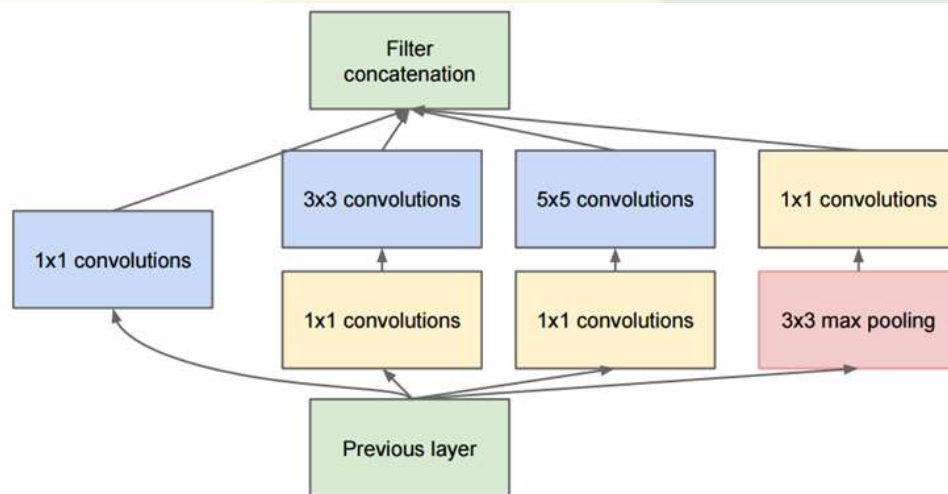 Filter
concatenation
3x3 convolutions
5x5 convolutions
1x1 convolutions
1x1 convolutions
1x1 convolutions
1x1 convolutions
3x3 max pooling
Previous layer